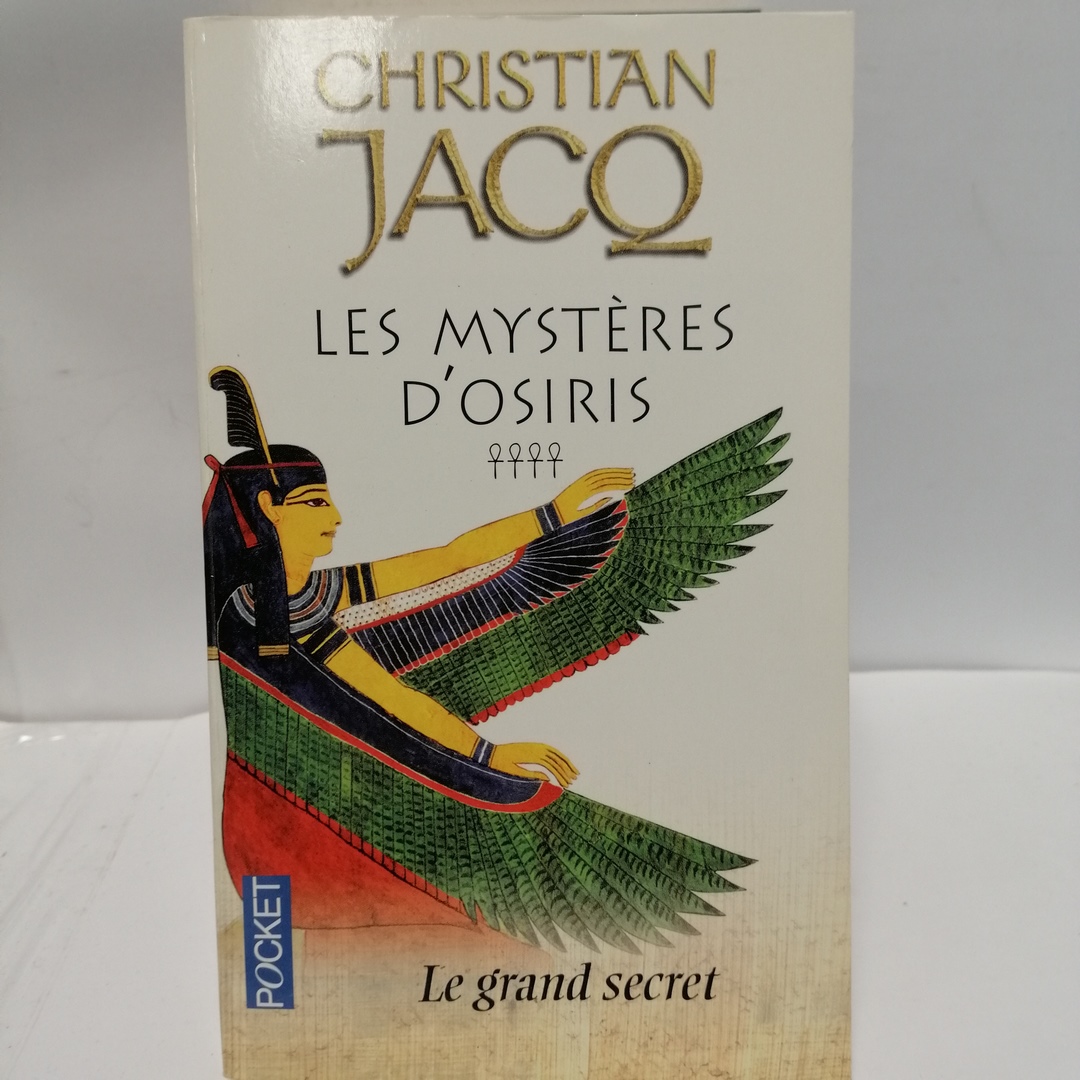 CHRISTIAN
JACQ
LES MYSTÈRES
D'OSIRIS
POCKET
Le grand secret